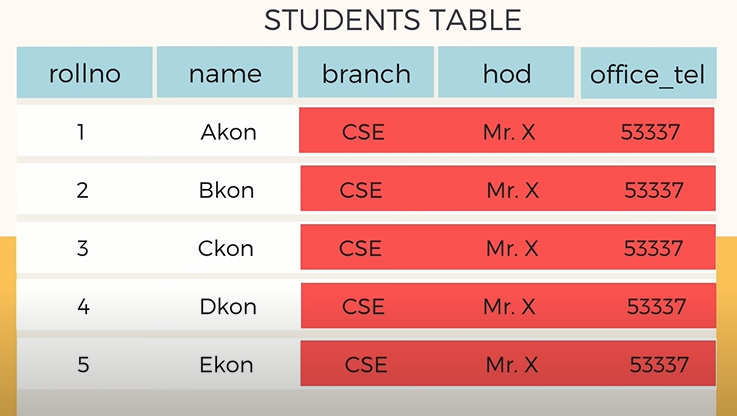 STUDENTS TABLE
rollno name branch hod office_tel
1 Akon CSE Mr. X 53337
2 Bkon CSE Mr. X 53337
3 Ckon CSE Mr. X 53337
4 Dkon CSE Mr. X 53337
5 Ekon CSE Mr. X 53337